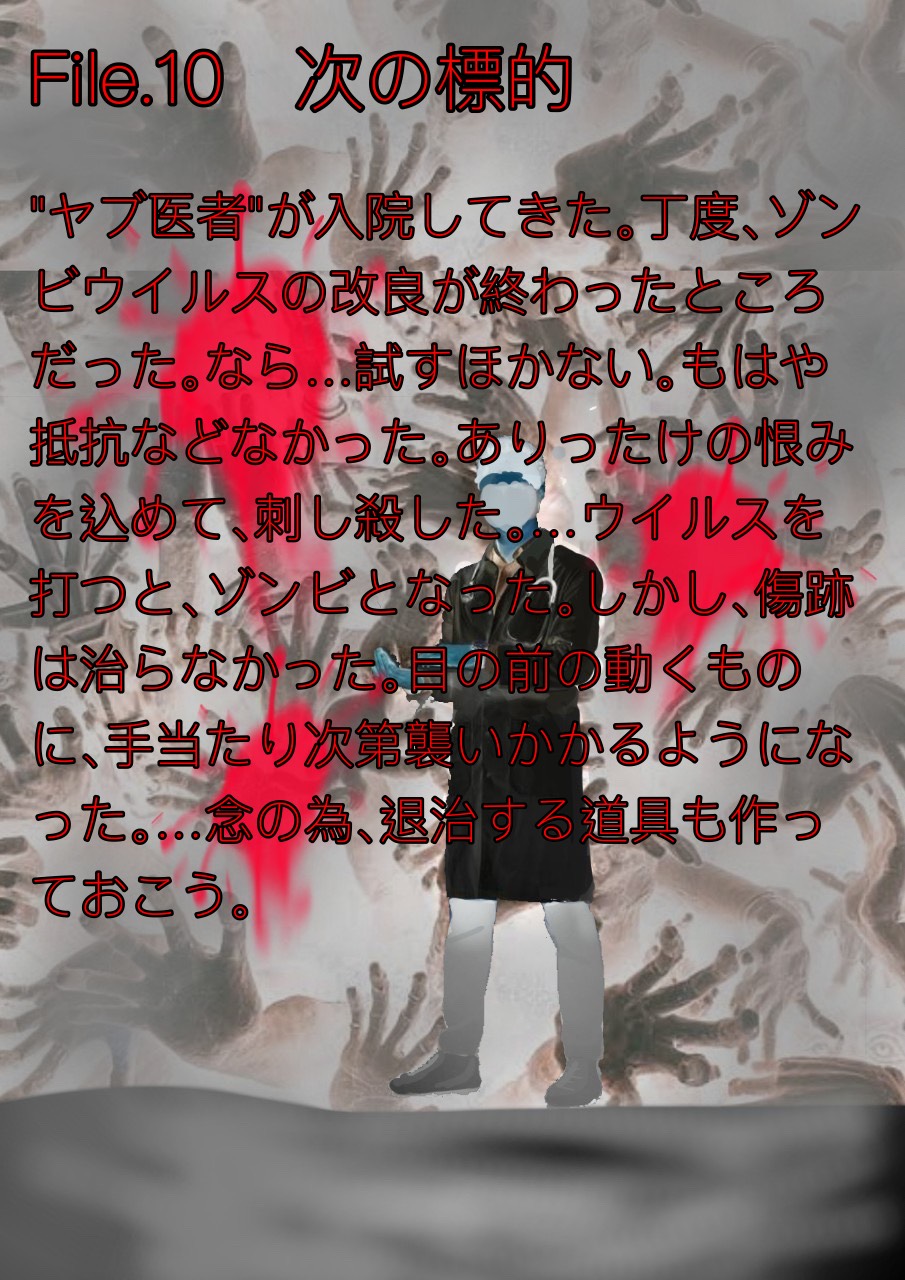 File.10　次の標的
"ヤブ医者"が入院してきた。丁度、ゾン
ビウイルスの改良が終わったところ
だった。なら…試すほかない。もはや
抵抗などなかった。ありったけの恨み
を込めて、刺し殺した。…ウイルスを
打つと、ゾンビとなった。しかし、傷跡
は治らなかった。目の前の動くもの
に、手当たり次第襲いかかるようにな
った。…念の為、退治する道具も作っ
ておこう。